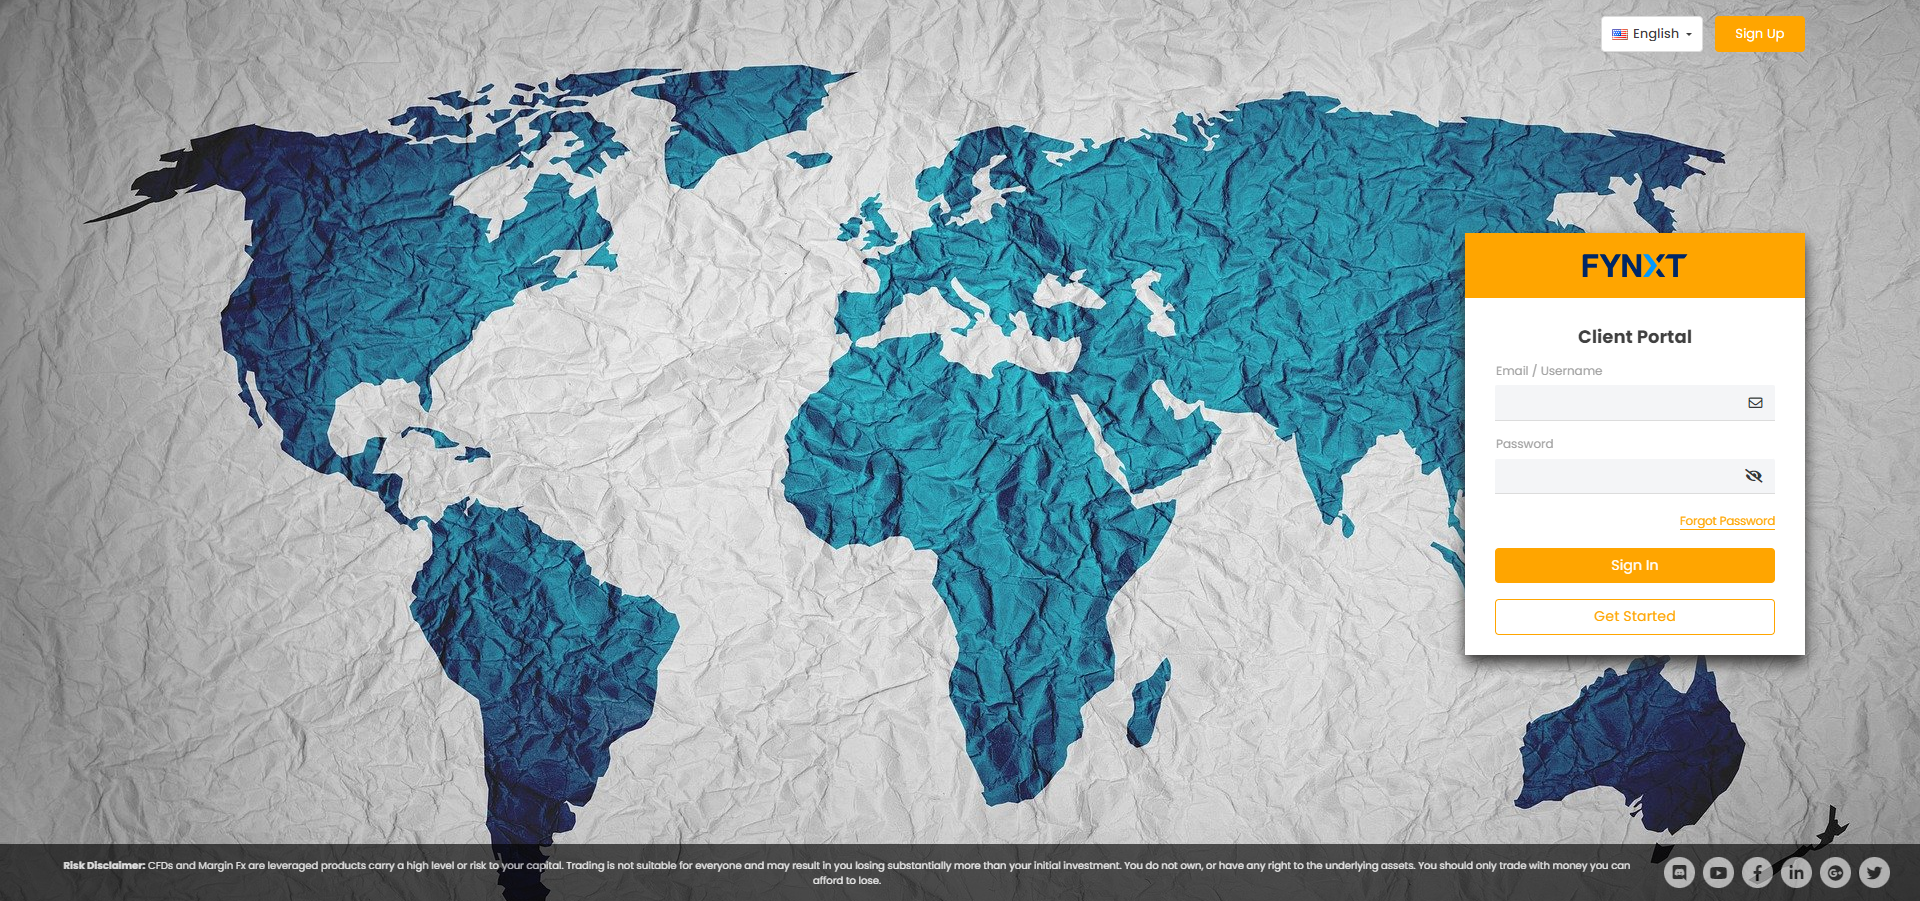 English
Sign Up
FYNXT
Client Portal
Email / Username
Password
Forgot Password
Sign In
Get Started
Risk Disclaimer: CFDs and Margin Fx are leveraged products carry a high level or risk to your capital. Trading is not suitable for everyone and may result in you losing substantially more than your initial investment. You do not own, or have any right to the underlying assets. You should only trade with money you can
afford to lose.